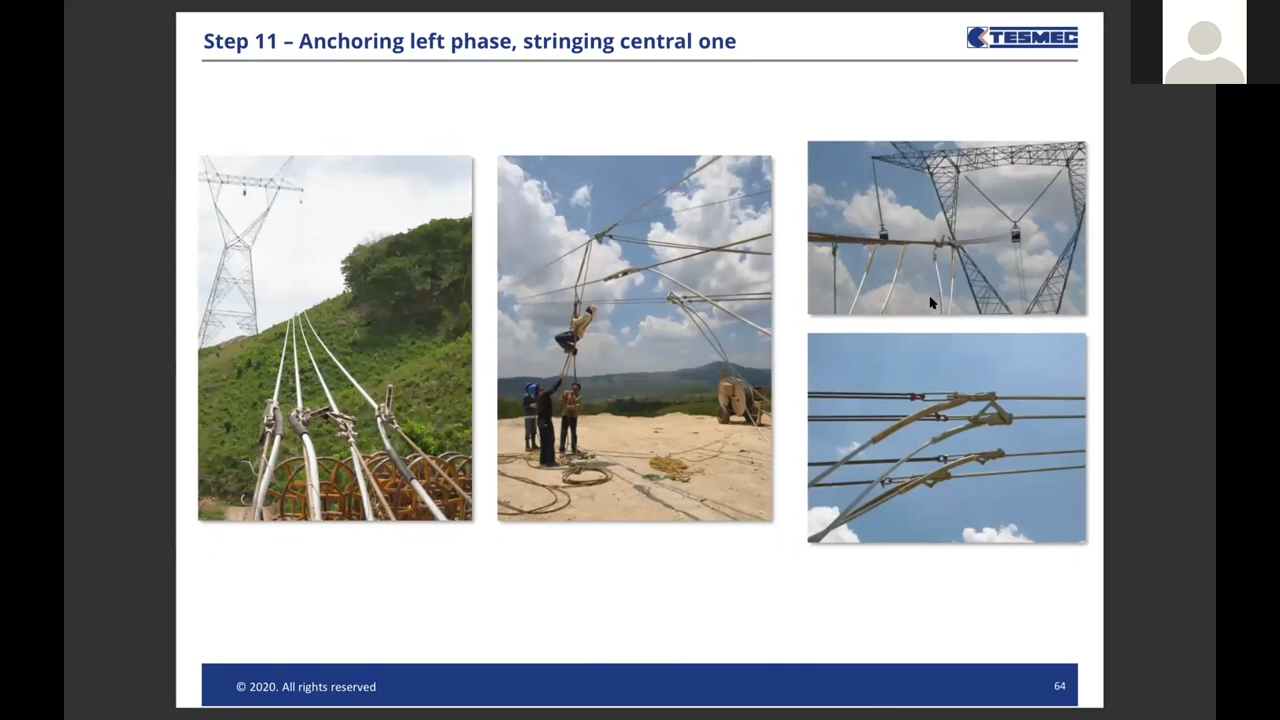 Step 11 – Anchoring left phase, stringing central one
TESMEC
© 2020. All rights reserved
64